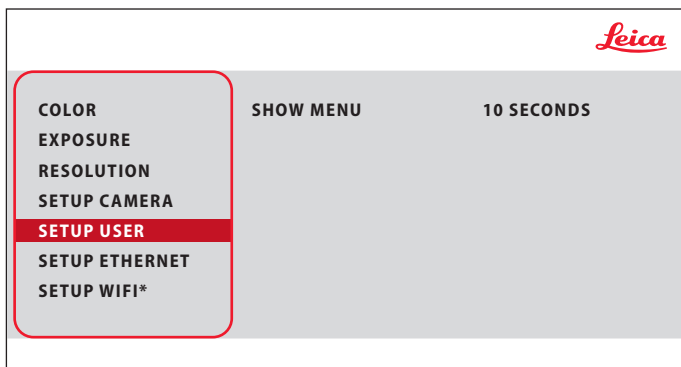 Leica
COLOR SHOW MENU 10 SECONDS
EXPOSURE
RESOLUTION
SETUP CAMERA
SETUP USER
SETUP ETHERNET
SETUP WIFI*